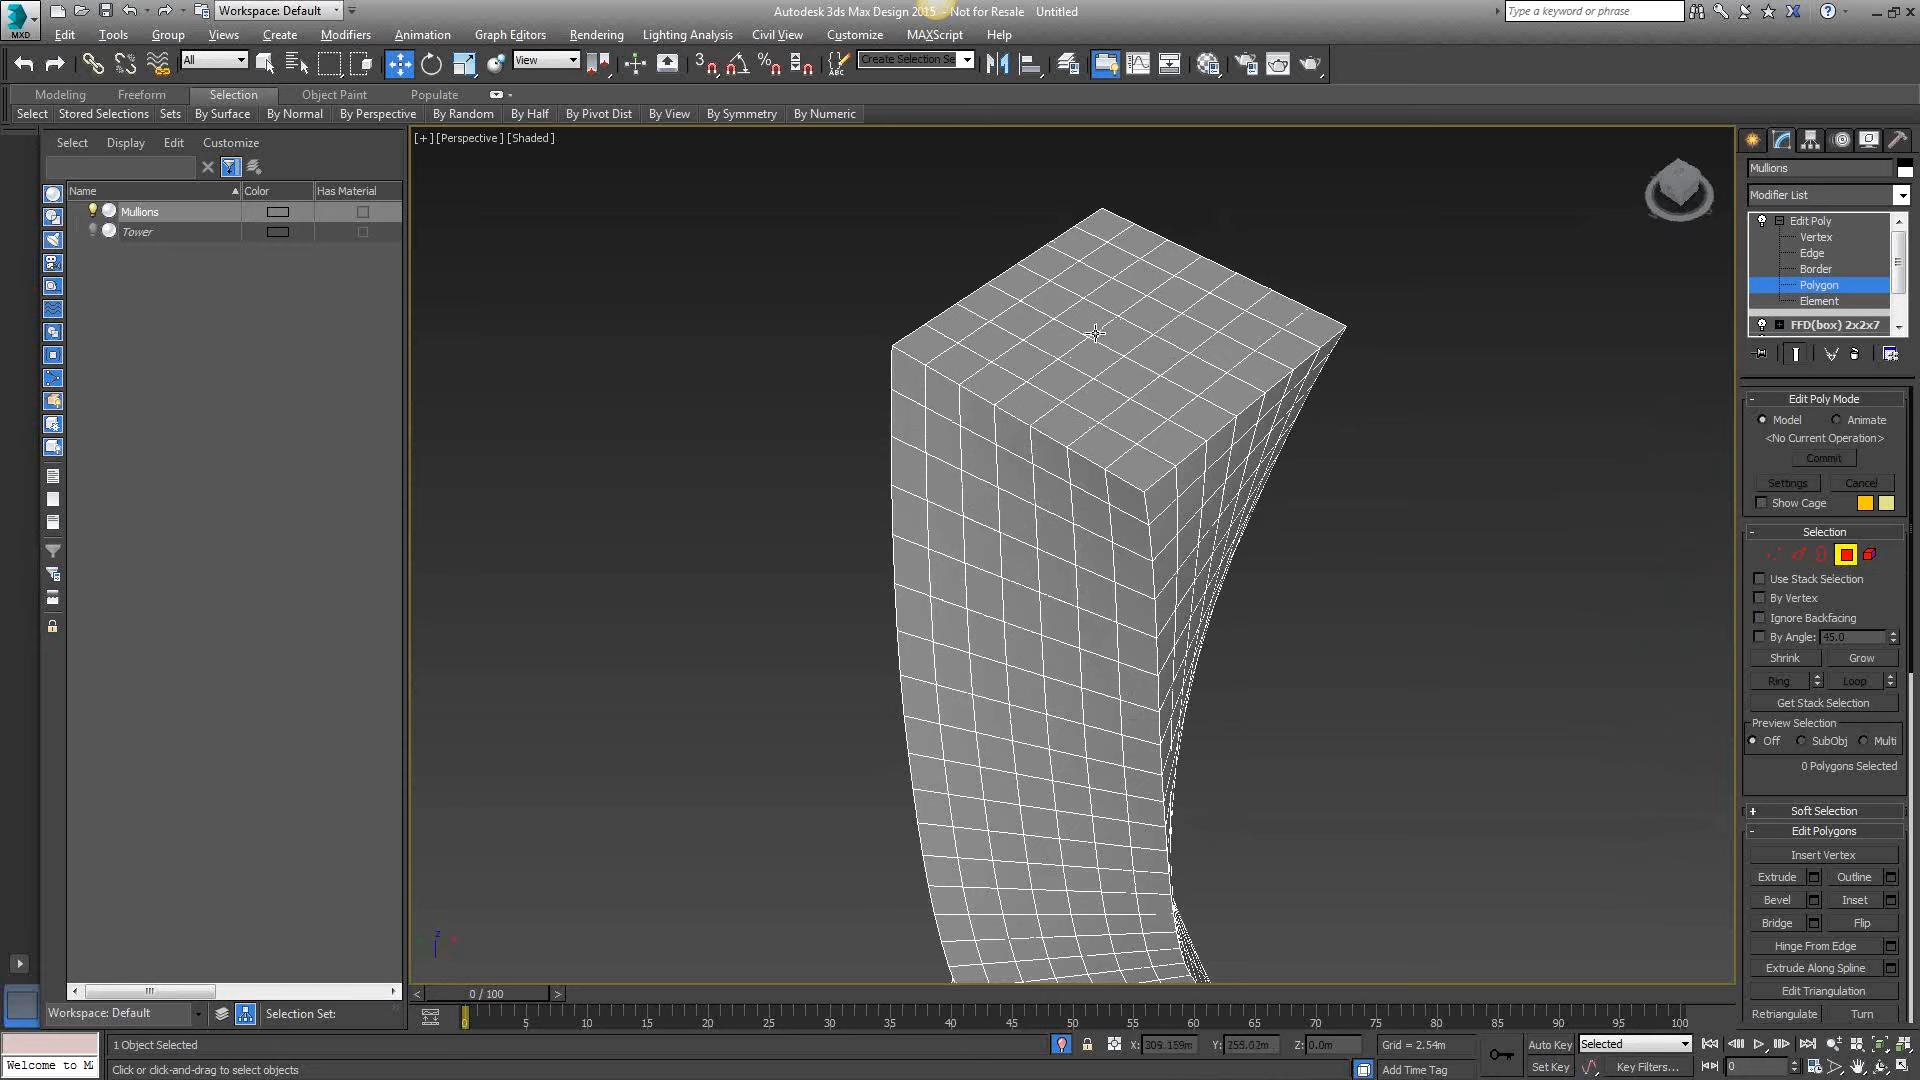 Workspace: Default
Autodesk 3ds Max Design 2015 - Not for Resale Untitled
Type a keyword or phrase
MXD
Edit Tools Group Views Create Modifiers Animation Graph Editors Rendering Lighting Analysis Civil View Customize MAXScript Help
All View Create Selection Se
Modeling Freeform Selection Object Paint Populate
Select Stored Selections Sets By Surface By Normal By Perspective By Random By Half By Pivot Dist By View By Symmetry By Numeric
Select Display Edit Customize
[+] [Perspective] [Shaded]
Name Color Has Material
Mullions
Tower
Mullions
Modifier List
Edit Poly
Vertex
Edge
Border
Polygon
Element
FFD(box) 2x2x7
Edit Poly Mode
Model Animate
<No Current Operation>
Commit
Settings Cancel
Show Cage
Selection
Use Stack Selection
By Vertex
Ignore Backfacing
By Angle: 45.0
Shrink Grow
Ring Loop
Get Stack Selection
Preview Selection
Off SubObj Multi
0 Polygons Selected
Soft Selection
Edit Polygons
Insert Vertex
Extrude Outline
Bevel Inset
Bridge Flip
Hinge From Edge
Extrude Along Spline
Edit Triangulation
Retriangulate Turn
z
0 / 100
Workspace: Default Selection Set:
0 5 10 15 20 25 30 35 40 45 50 55 60 65 70 75 80 85 90 95 100
1 Object Selected X: 309.159m Y: 255.02m Z: 0.0m Grid = 2.54m Auto Key Selected
Welcome to M Click or click-and-drag to select objects Add Time Tag Set Key Key Filters... 0